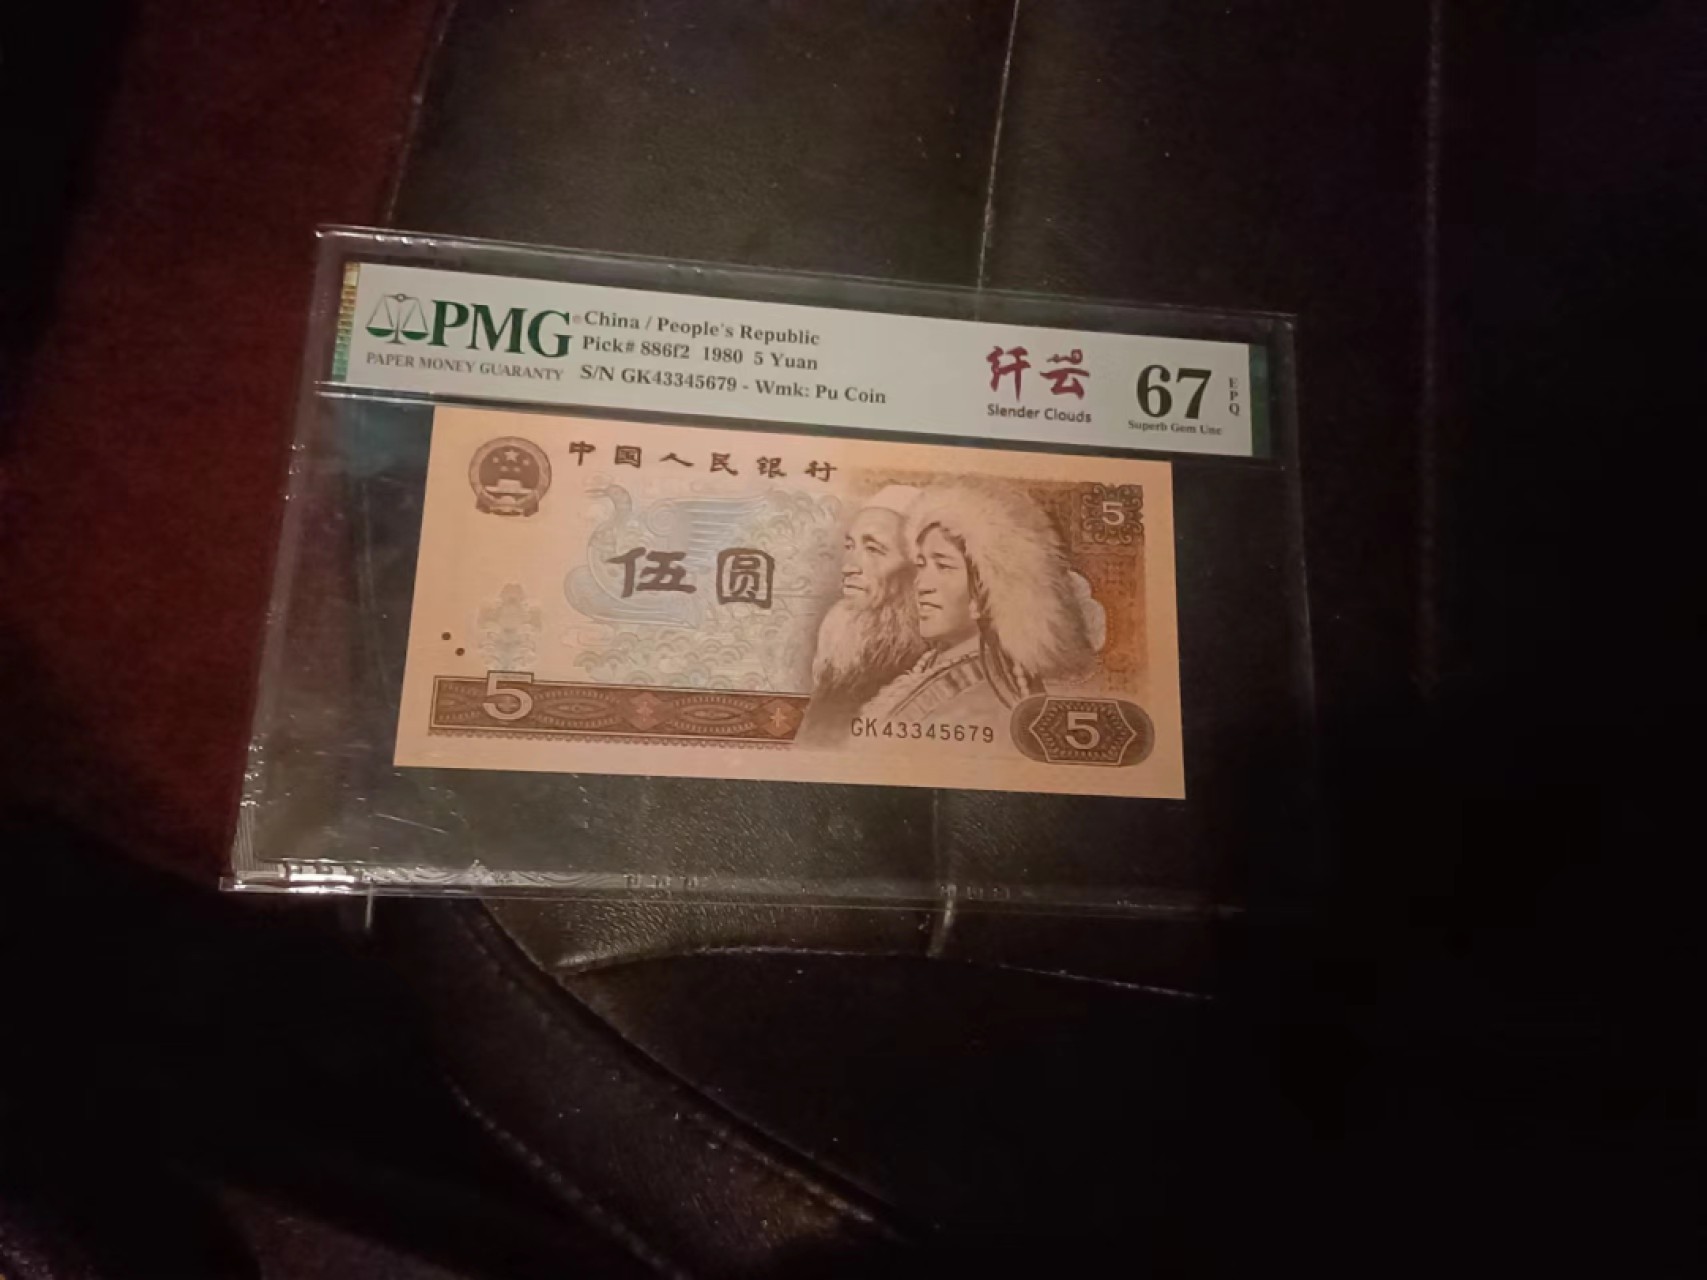 PMG
PAPER MONEY GUARANTY
China / People's Republic
Pick# 886f2 1980 5 Yuan
S/N GK43345679 - Wmk: Pu Coin
纤云
Slender Clouds
67
EPQ
Superb Gem Unc
中国人民银行
5
伍圆
5
GK43345679
5